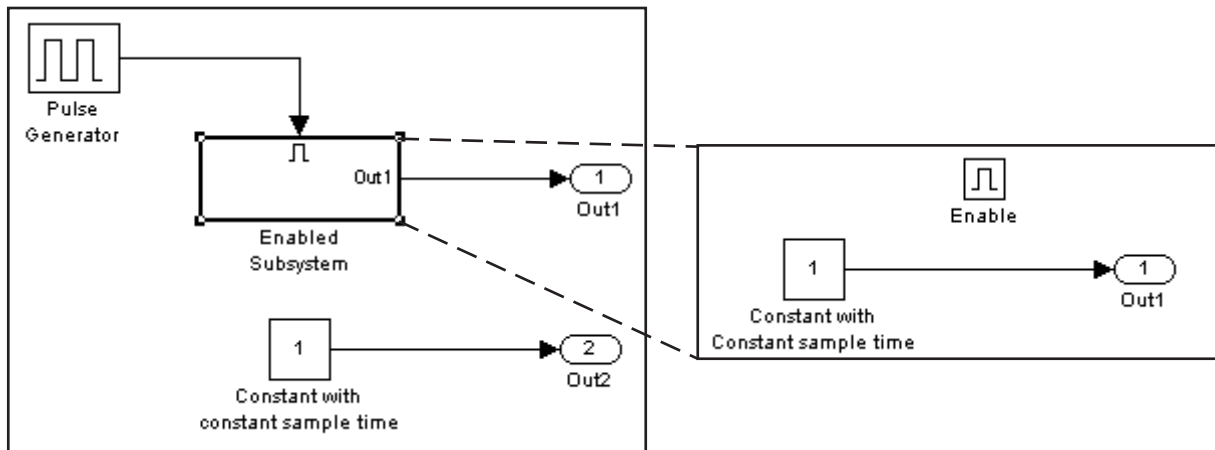 Pulse
Generator
Out1
1
Out1
Enabled
Subsystem
1
Constant with
constant sample time
2
Out2
Enable
1
Constant with
Constant sample time
1
Out1